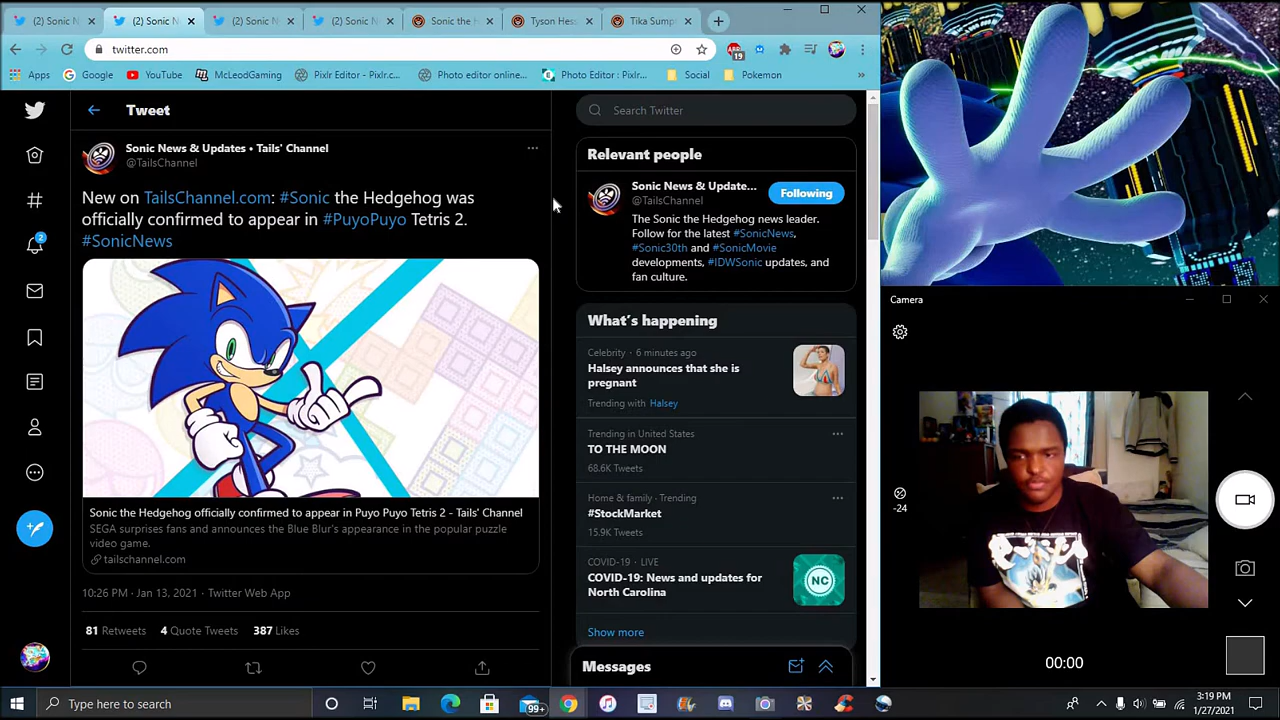 (2) Sonic N
(2) Sonic N
(2) Sonic N
(2) Sonic N
Sonic the H
Tyson Hess
Tika Sump
twitter.com
19
Apps
Google
YouTube
McLeodGaming
Pixlr Editor - Pixlr.c...
Photo editor online...
Photo Editor : Pixlr...
Social
Pokemon
»
Tweet
Search Twitter
Sonic News & Updates • Tails' Channel
@TailsChannel
New on TailsChannel.com: #Sonic the Hedgehog was
officially confirmed to appear in #PuyoPuyo Tetris 2.
#SonicNews
Sonic the Hedgehog officially confirmed to appear in Puyo Puyo Tetris 2 - Tails' Channel
SEGA surprises fans and announces the Blue Blur's appearance in the popular puzzle
video game.
tailschannel.com
10:26 PM · Jan 13, 2021 · Twitter Web App
81 Retweets 4 Quote Tweets 387 Likes
2
Relevant people
Sonic News & Update...
@TailsChannel
Following
The Sonic the Hedgehog news leader.
Follow for the latest #SonicNews,
#Sonic30th and #SonicMovie
developments, #IDWSonic updates, and
fan culture.
What's happening
Celebrity · 6 minutes ago
Halsey announces that she is
pregnant
Trending with Halsey
Trending in United States
TO THE MOON
68.6K Tweets
Home & family · Trending
#StockMarket
15.9K Tweets
COVID-19 · LIVE
COVID-19: News and updates for
North Carolina
NC
Show more
Messages
Camera
-24
00:00
Type here to search
99+
3:19 PM
1/27/2021